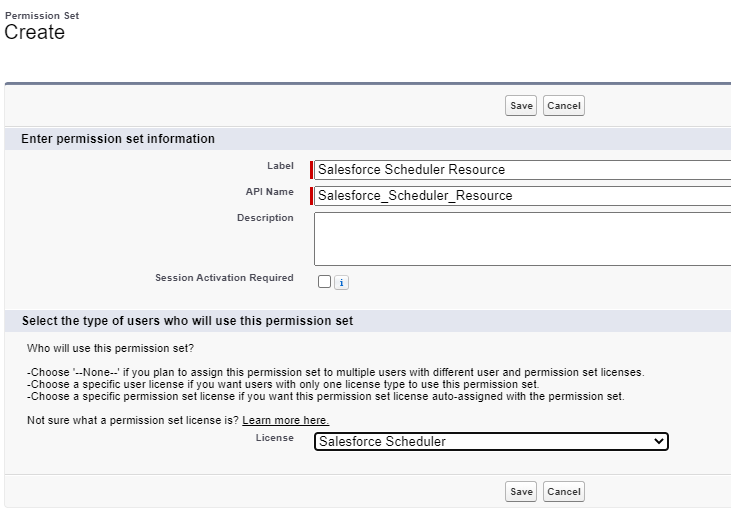 Permission Set
Create
Save Cancel
Enter permission set information
Label Salesforce Scheduler Resource
API Name Salesforce_Scheduler_Resource
Description
Session Activation Required i
Select the type of users who will use this permission set
Who will use this permission set?
-Choose '--None--' if you plan to assign this permission set to multiple users with different user and permission set licenses.
-Choose a specific user license if you want users with only one license type to use this permission set.
-Choose a specific permission set license if you want this permission set license auto-assigned with the permission set.
Not sure what a permission set license is? Learn more here.
License Salesforce Scheduler
Save Cancel